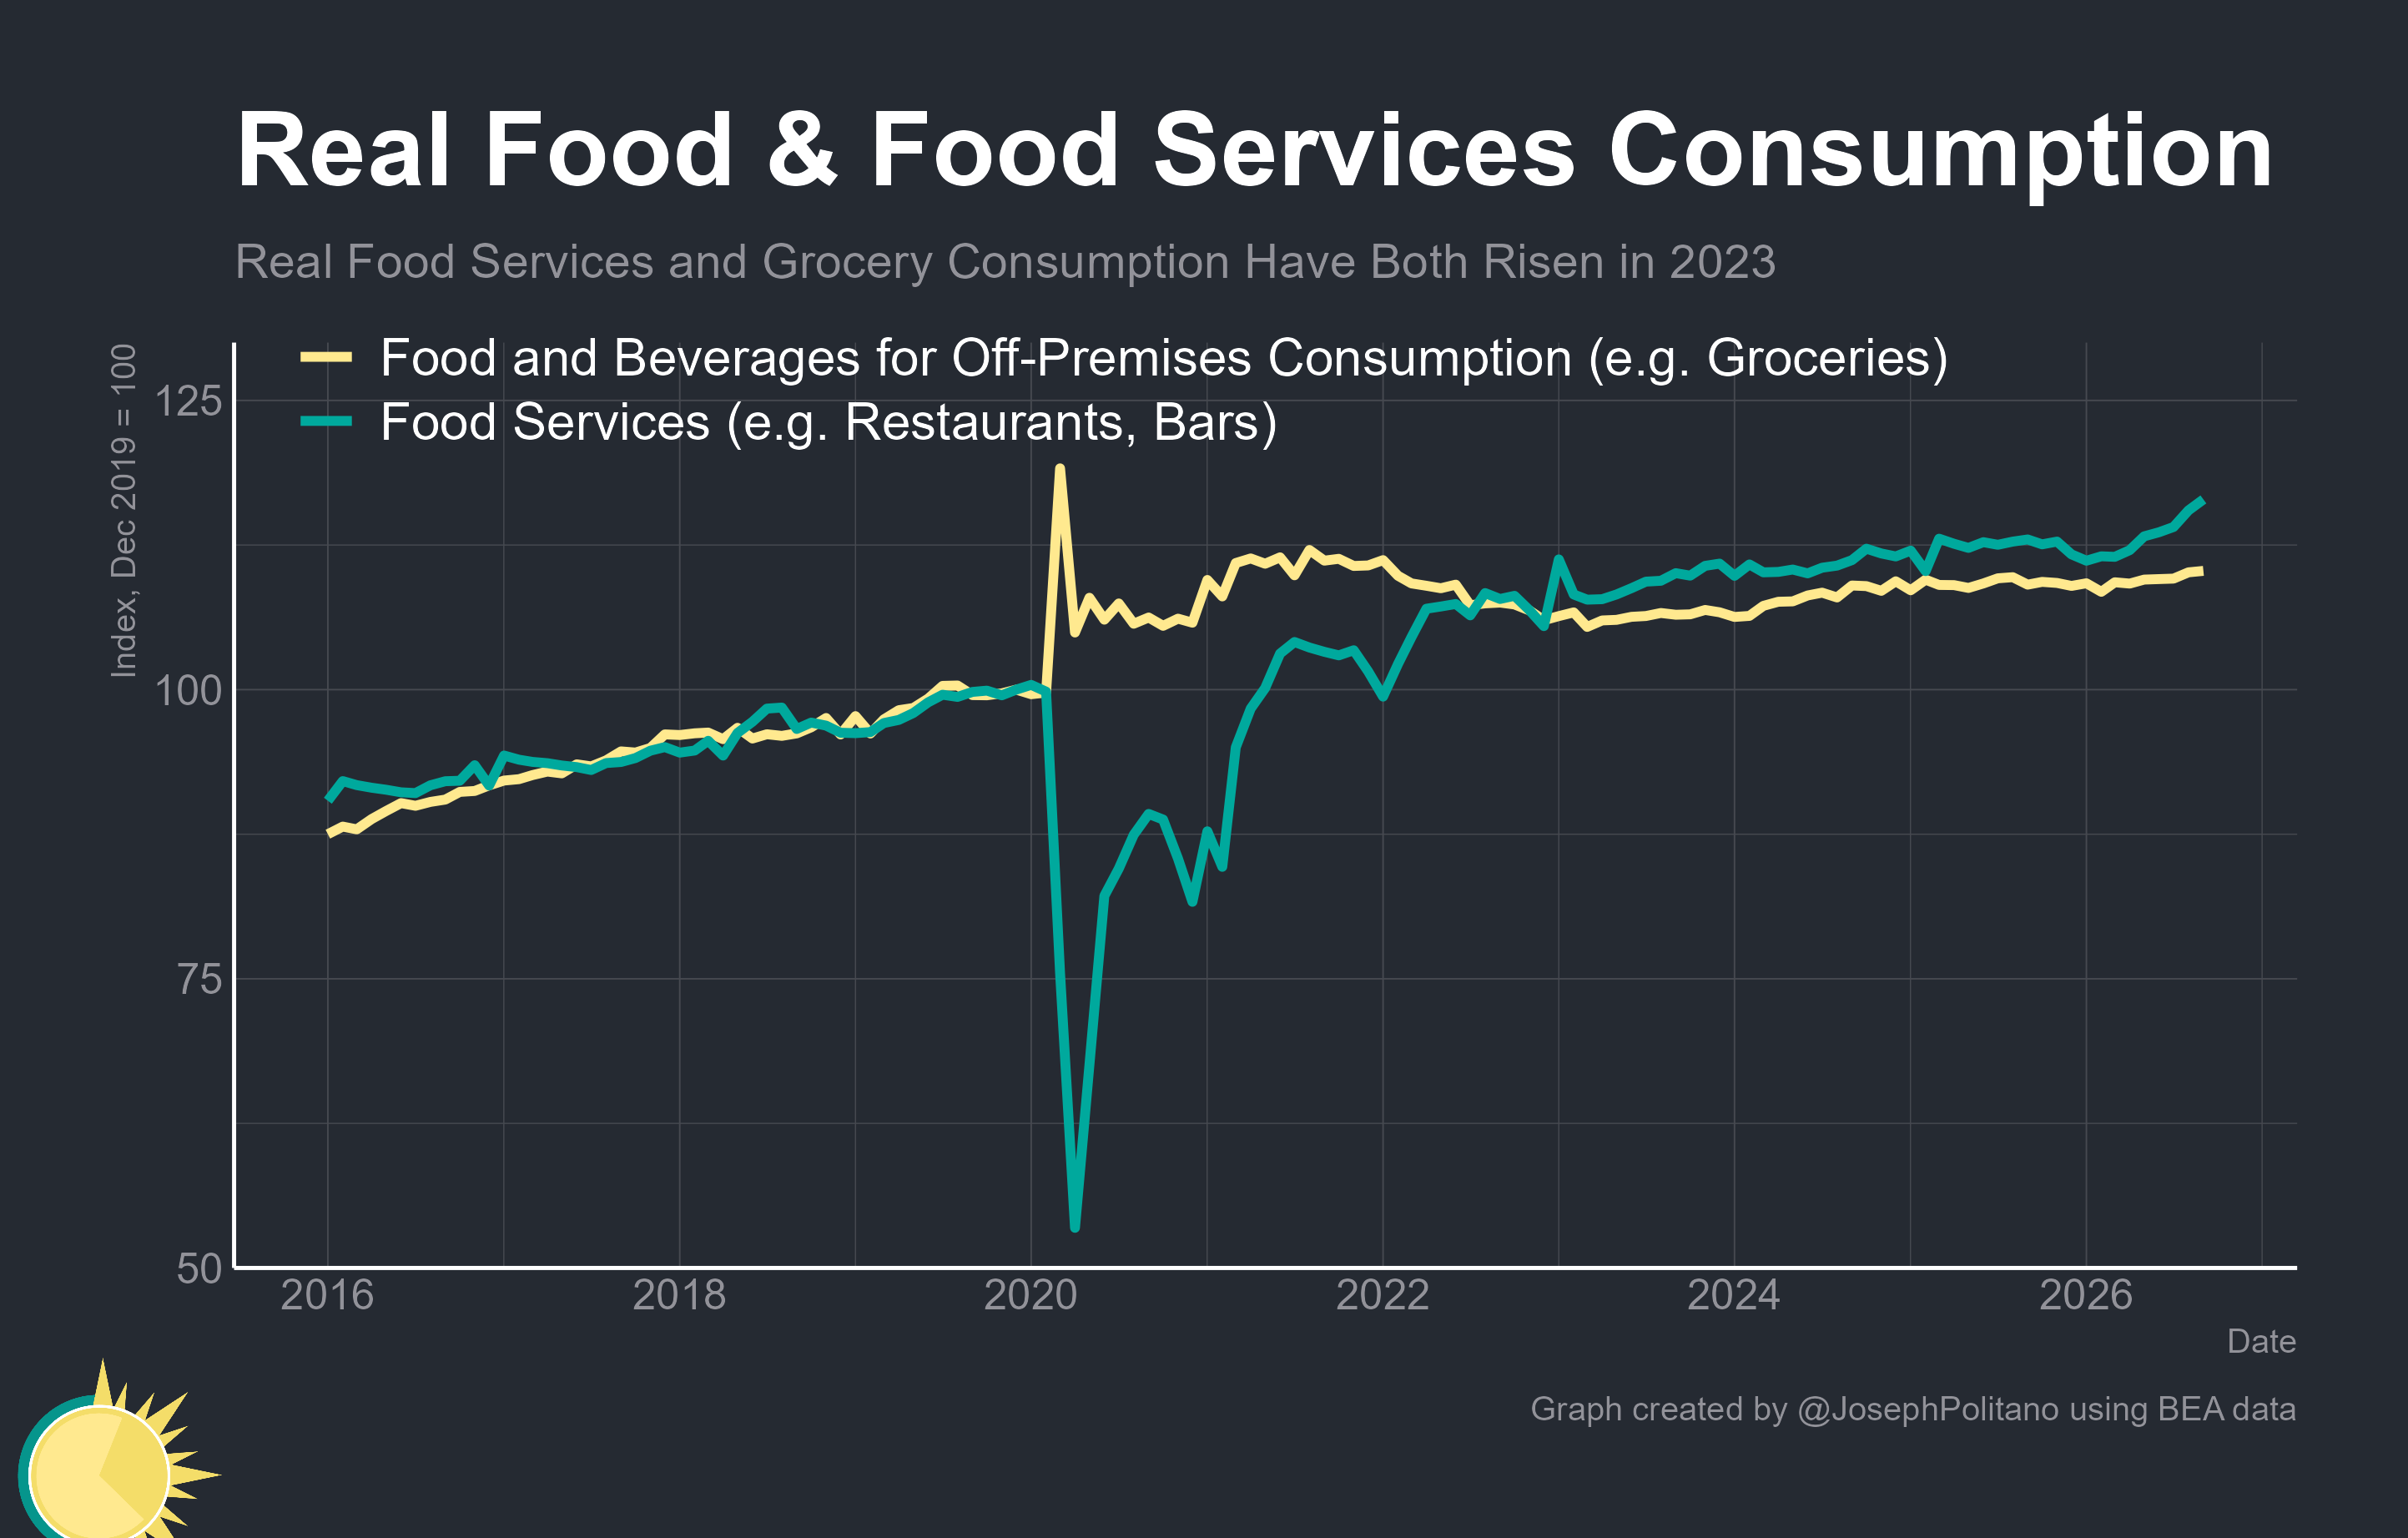 Real Food & Food Services Consumption
Real Food Services and Grocery Consumption Have Both Risen in 2023
Index, Dec 2019 = 100
Food and Beverages for Off-Premises Consumption (e.g. Groceries)
Food Services (e.g. Restaurants, Bars)
125
100
75
50
2016 2018 2020 2022 2024 2026
Date
Graph created by @JosephPolitano using BEA data